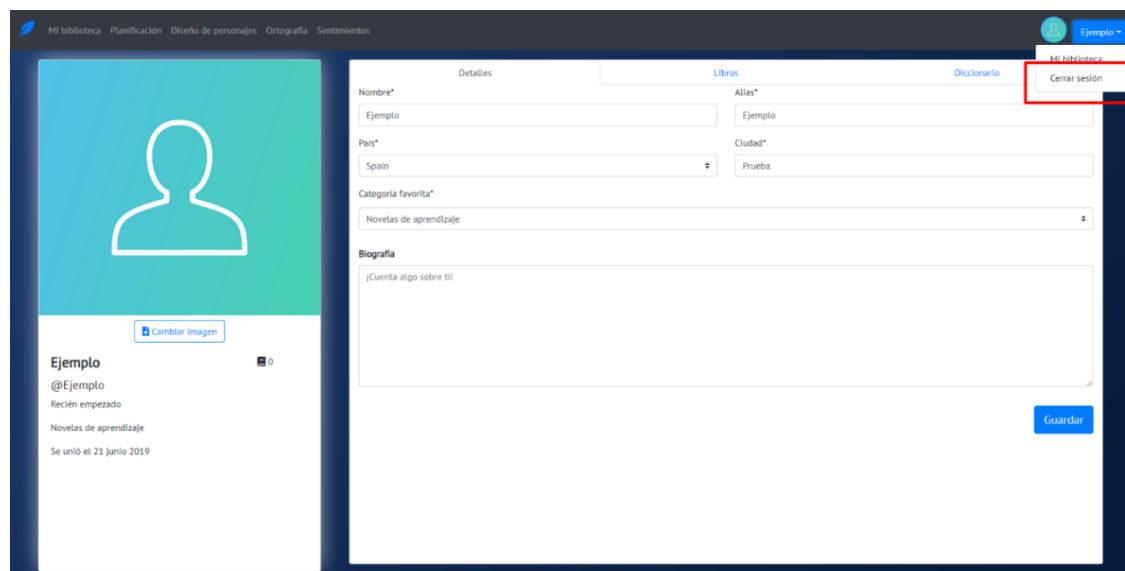 Mi biblioteca Planificación Diseño de personajes Ortografía Sentimientos
Ejemplo
Mi biblioteca
Cerrar sesión
Detalles Libros Diccionario
Nombre* Alias*
Ejemplo Ejemplo
País* Ciudad*
Spain Prueba
Categoría favorita*
Novelas de aprendizaje
Biografía
¡Cuenta algo sobre ti!
Guardar
Cambiar imagen
Ejemplo 0
@Ejemplo
Recién empezado
Novelas de aprendizaje
Se unió el 21 junio 2019